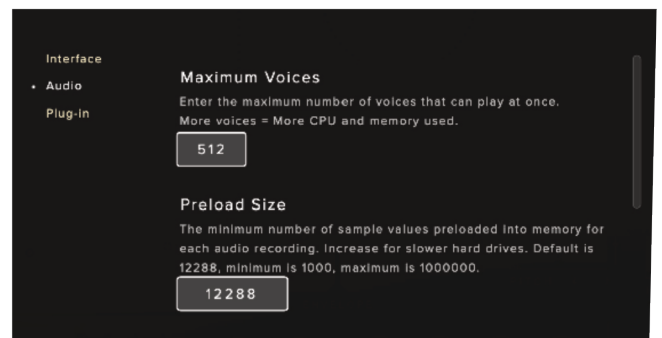 Interface
Audio
Plug-in
Maximum Voices
Enter the maximum number of voices that can play at once.
More voices = More CPU and memory used.
512
Preload Size
The minimum number of sample values preloaded into memory for
each audio recording. Increase for slower hard drives. Default is
12288, minimum is 1000, maximum is 1000000.
12288